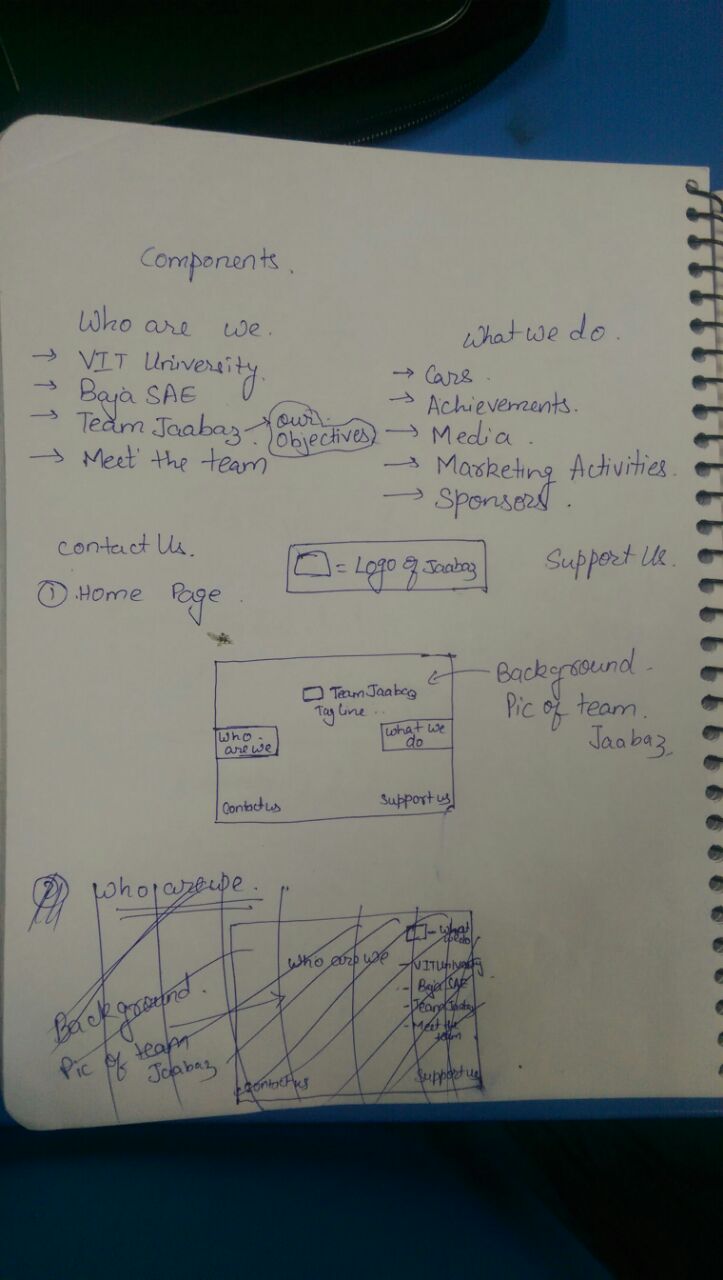 Components.
Who are we.
→ VIT University.
→ Baja SAE
→ Team Jaabaz. → our objectives
→ Meet the team
What we do.
→ Cars.
→ Achievements.
→ Media.
→ Marketing Activities.
→ Sponsors.
Contact Us.
= Logo of Jaabaz
Support Us.
① Home Page.
Team Jaabaz
Tagline..
Who are we
What we do
Contact us
Support us
Background.
Pic of team.
Jaabaz.
② Who are we.
- What we do
Who are we
- VIT University
- Baja SAE
- Team Jaabaz
- Meet the team
Background.
Pic of team
Jaabaz
Contact us
Support us